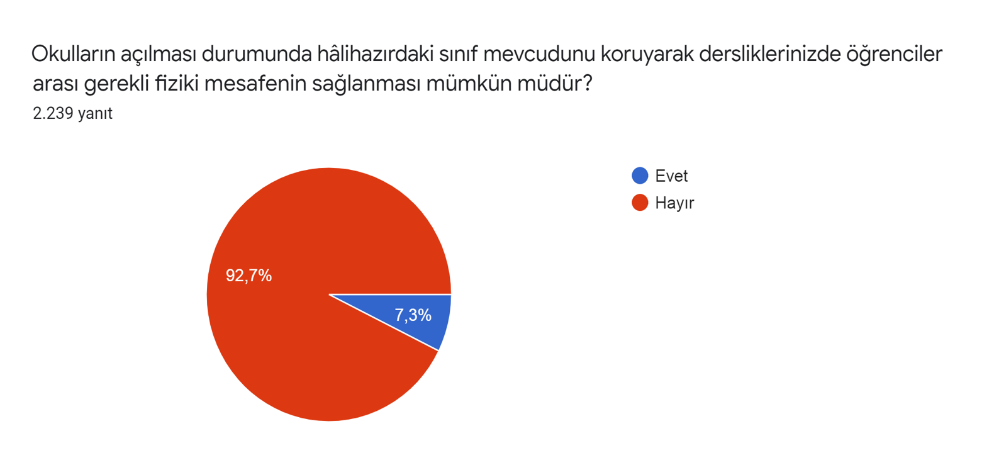 Okulların açılması durumunda hâlihazırdaki sınıf mevcudunu koruyarak dersliklerinizde öğrenciler
arası gerekli fiziki mesafenin sağlanması mümkün müdür?
2.239 yanıt
Evet
Hayır
92,7%
7,3%